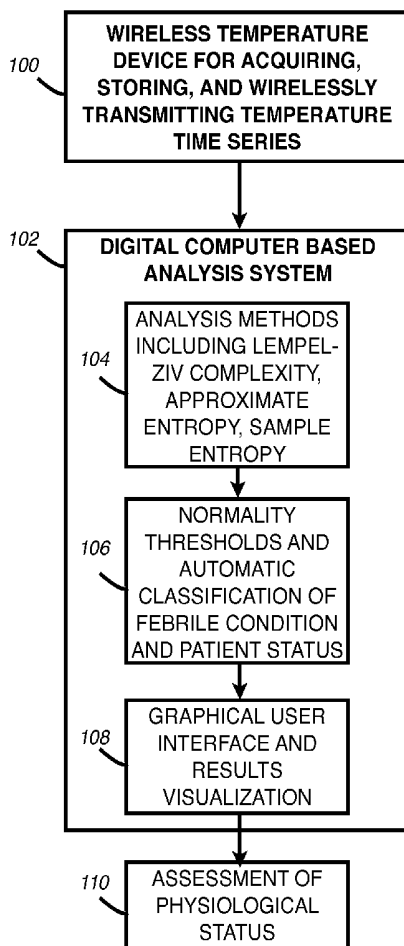 100
WIRELESS TEMPERATURE
DEVICE FOR ACQUIRING,
STORING, AND WIRELESSLY
TRANSMITTING TEMPERATURE
TIME SERIES
102
DIGITAL COMPUTER BASED
ANALYSIS SYSTEM
104
ANALYSIS METHODS
INCLUDING LEMPEL-
ZIV COMPLEXITY,
APPROXIMATE
ENTROPY, SAMPLE
ENTROPY
106
NORMALITY
THRESHOLDS AND
AUTOMATIC
CLASSIFICATION OF
FEBRILE CONDITION
AND PATIENT STATUS
108
GRAPHICAL USER
INTERFACE AND
RESULTS
VISUALIZATION
110
ASSESSMENT OF
PHYSIOLOGICAL
STATUS